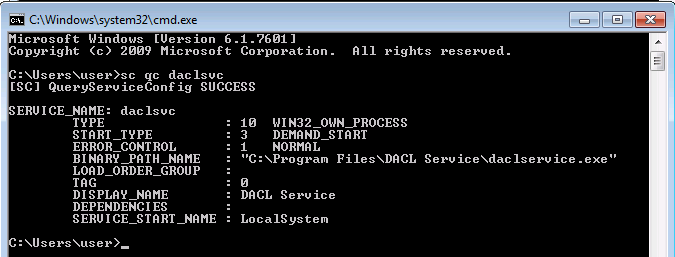 C:\Windows\system32\cmd.exe
Microsoft Windows [Version 6.1.7601]
Copyright (c) 2009 Microsoft Corporation.  All rights reserved.
C:\Users\user>sc qc daclsvc
[SC] QueryServiceConfig SUCCESS
SERVICE_NAME: daclsvc
        TYPE               : 10  WIN32_OWN_PROCESS
        START_TYPE         : 3   DEMAND_START
        ERROR_CONTROL      : 1   NORMAL
        BINARY_PATH_NAME   : "C:\Program Files\DACL Service\daclservice.exe"
        LOAD_ORDER_GROUP   :
        TAG                : 0
        DISPLAY_NAME       : DACL Service
        DEPENDENCIES       :
        SERVICE_START_NAME : LocalSystem
C:\Users\user>_